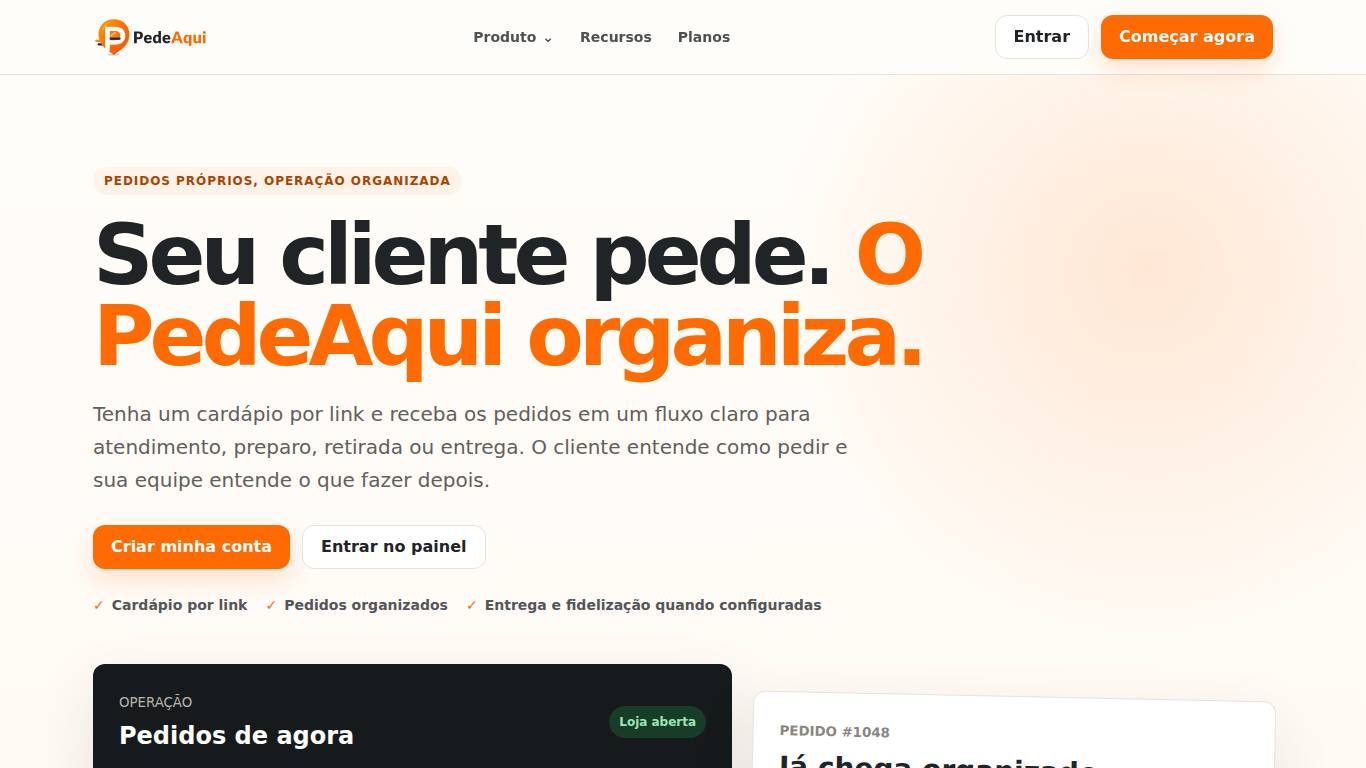 PedeAqui
Produto
Recursos
Planos
Entrar
Começar agora
PEDIDOS PRÓPRIOS, OPERAÇÃO ORGANIZADA
Seu cliente pede. O
PedeAqui organiza.
Tenha um cardápio por link e receba os pedidos em um fluxo claro para
atendimento, preparo, retirada ou entrega. O cliente entende como pedir e
sua equipe entende o que fazer depois.
Criar minha conta
Entrar no painel
✓ Cardápio por link
✓ Pedidos organizados
✓ Entrega e fidelização quando configuradas
OPERAÇÃO
Pedidos de agora
Loja aberta
PEDIDO #1048
Já chega organizado